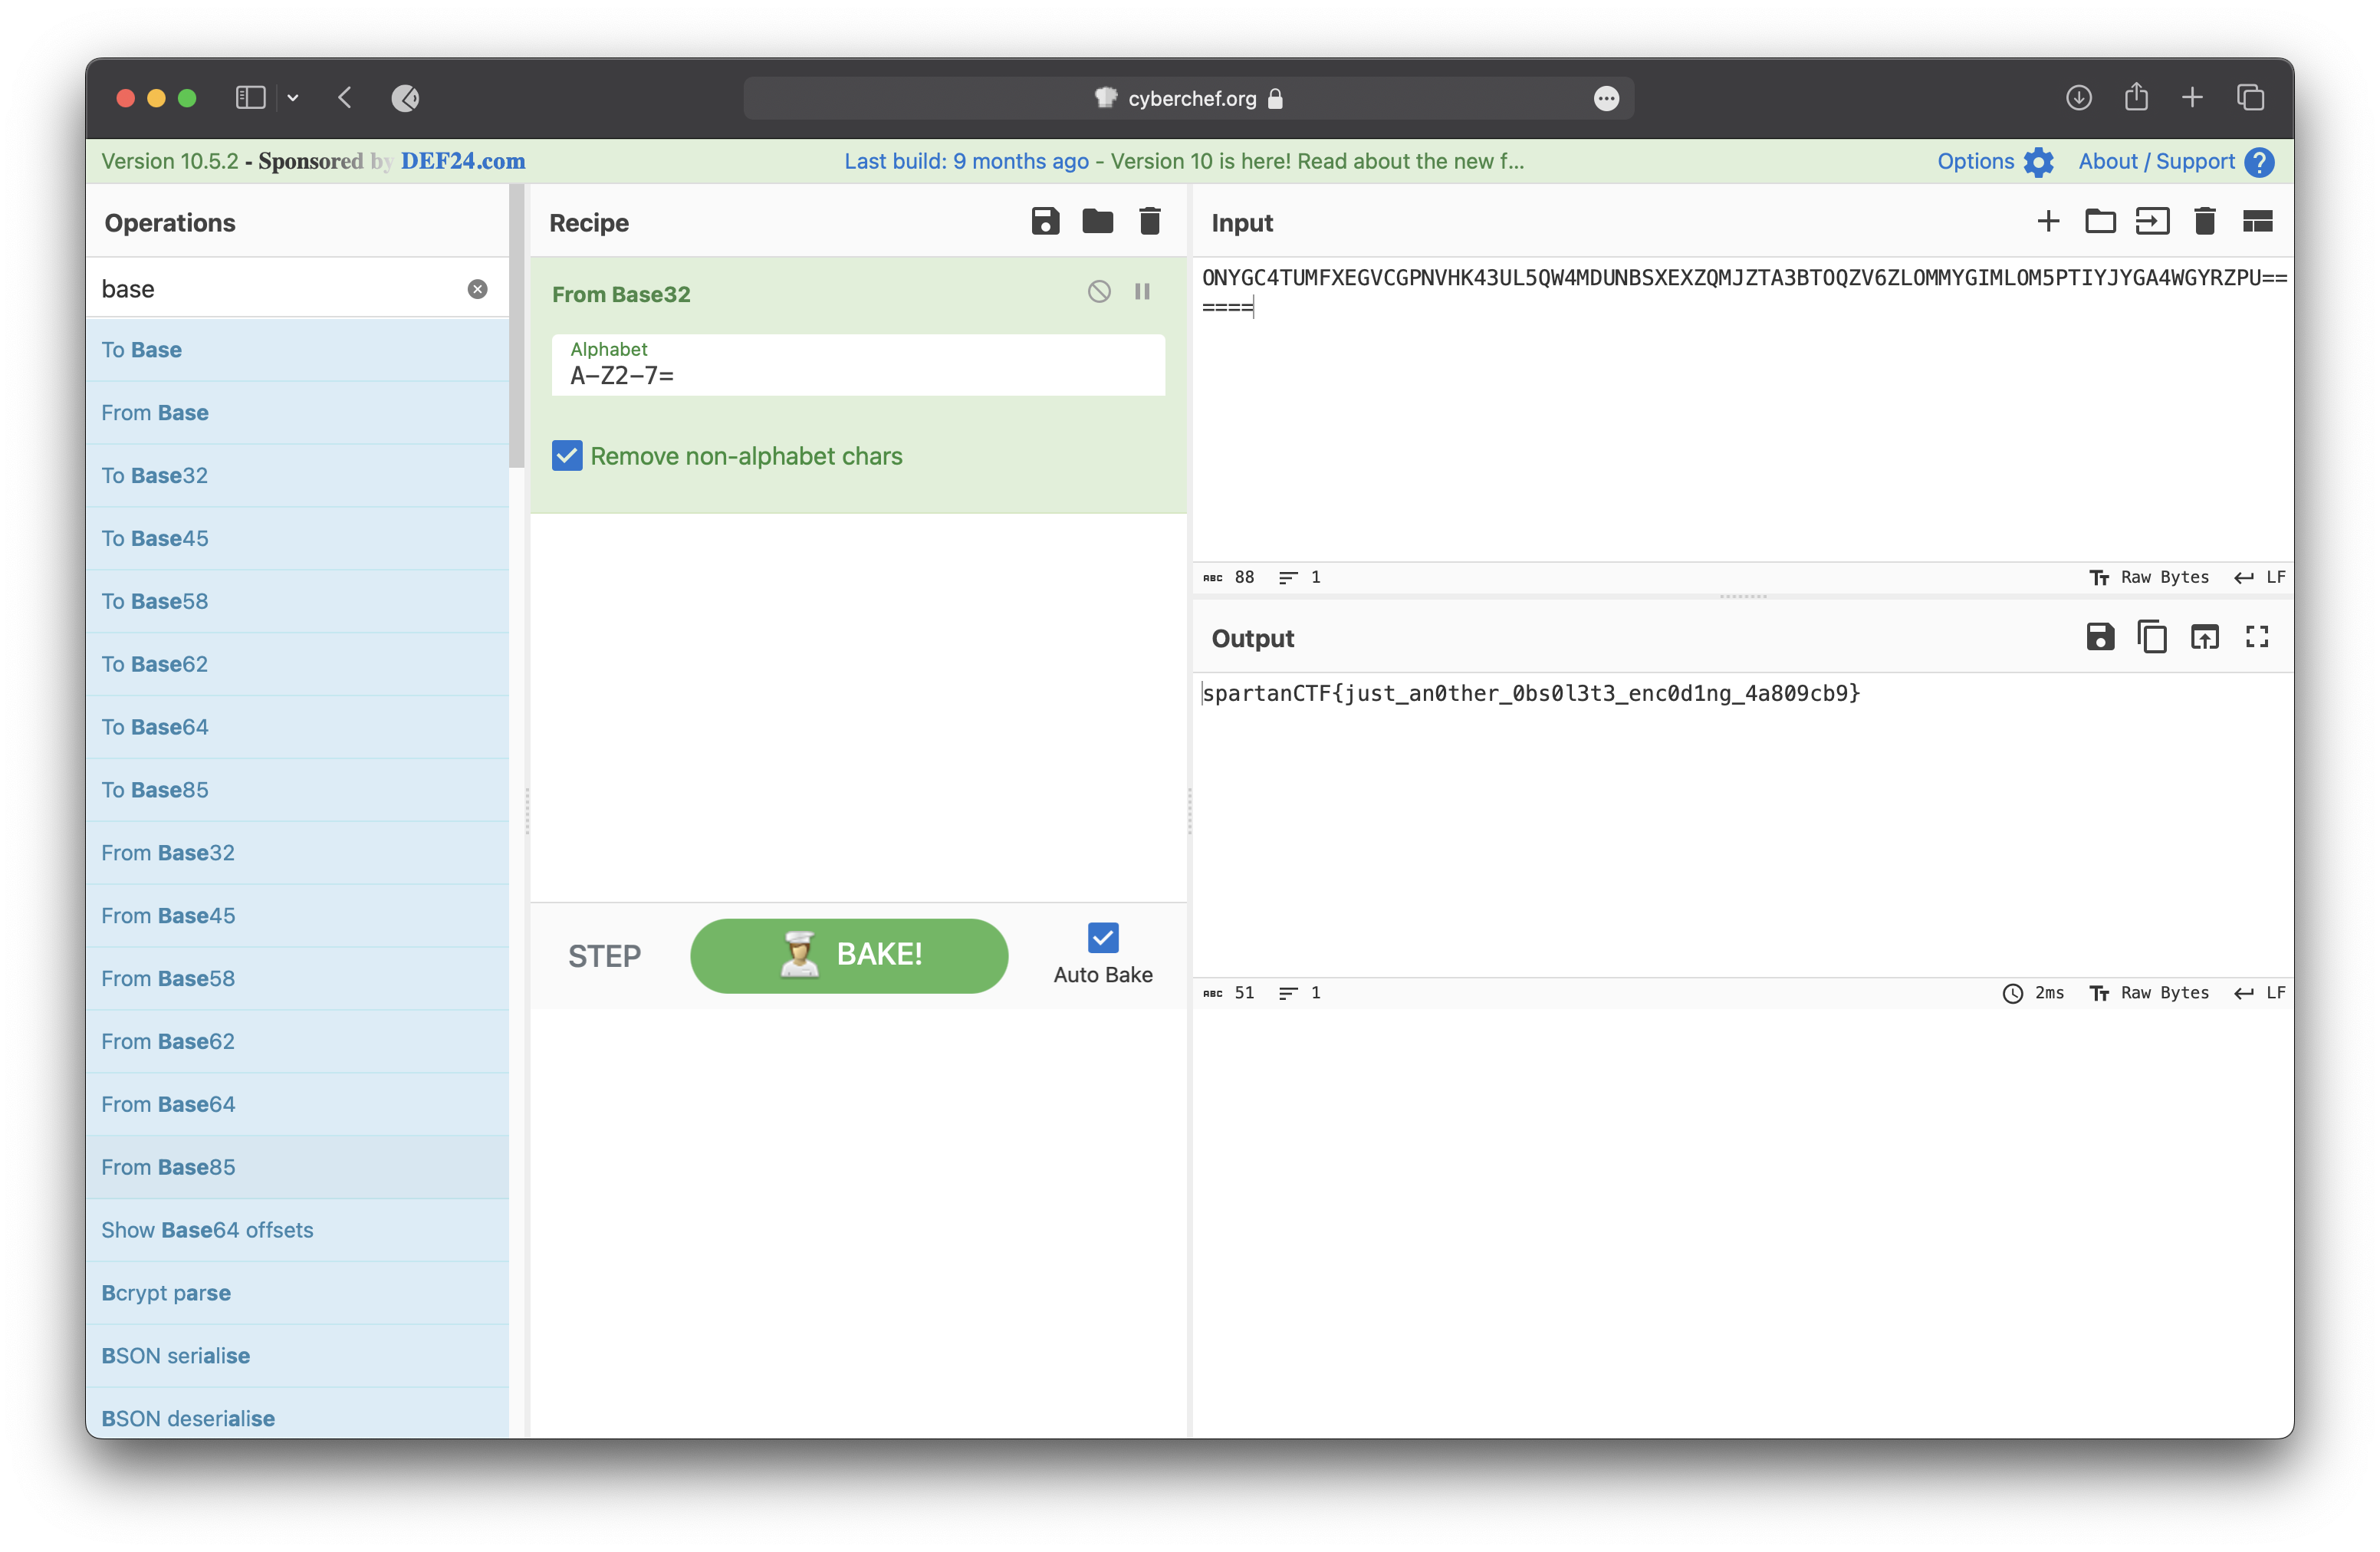 cyberchef.org
Version 10.5.2 - Sponsored by DEF24.com
Last build: 9 months ago - Version 10 is here! Read about the new f...
Options
About / Support
Operations
base
To Base
From Base
To Base32
To Base45
To Base58
To Base62
To Base64
To Base85
From Base32
From Base45
From Base58
From Base62
From Base64
From Base85
Show Base64 offsets
Bcrypt parse
BSON serialise
BSON deserialise
Recipe
From Base32
Alphabet
A-Z2-7=
Remove non-alphabet chars
STEP
BAKE!
Auto Bake
Input
ONYGC4TUMFXEGVCGPNVHK43UL5QW4MDUNBSXEXZQMJZTA3BTOQZV6ZLOMMYGIMLOM5PTIYJYGA4WGYRZPU==
====
ABC 88 1
Raw Bytes LF
Output
spartanCTF{just_an0ther_0bs0l3t3_enc0d1ng_4a809cb9}
ABC 51 1
2ms Raw Bytes LF